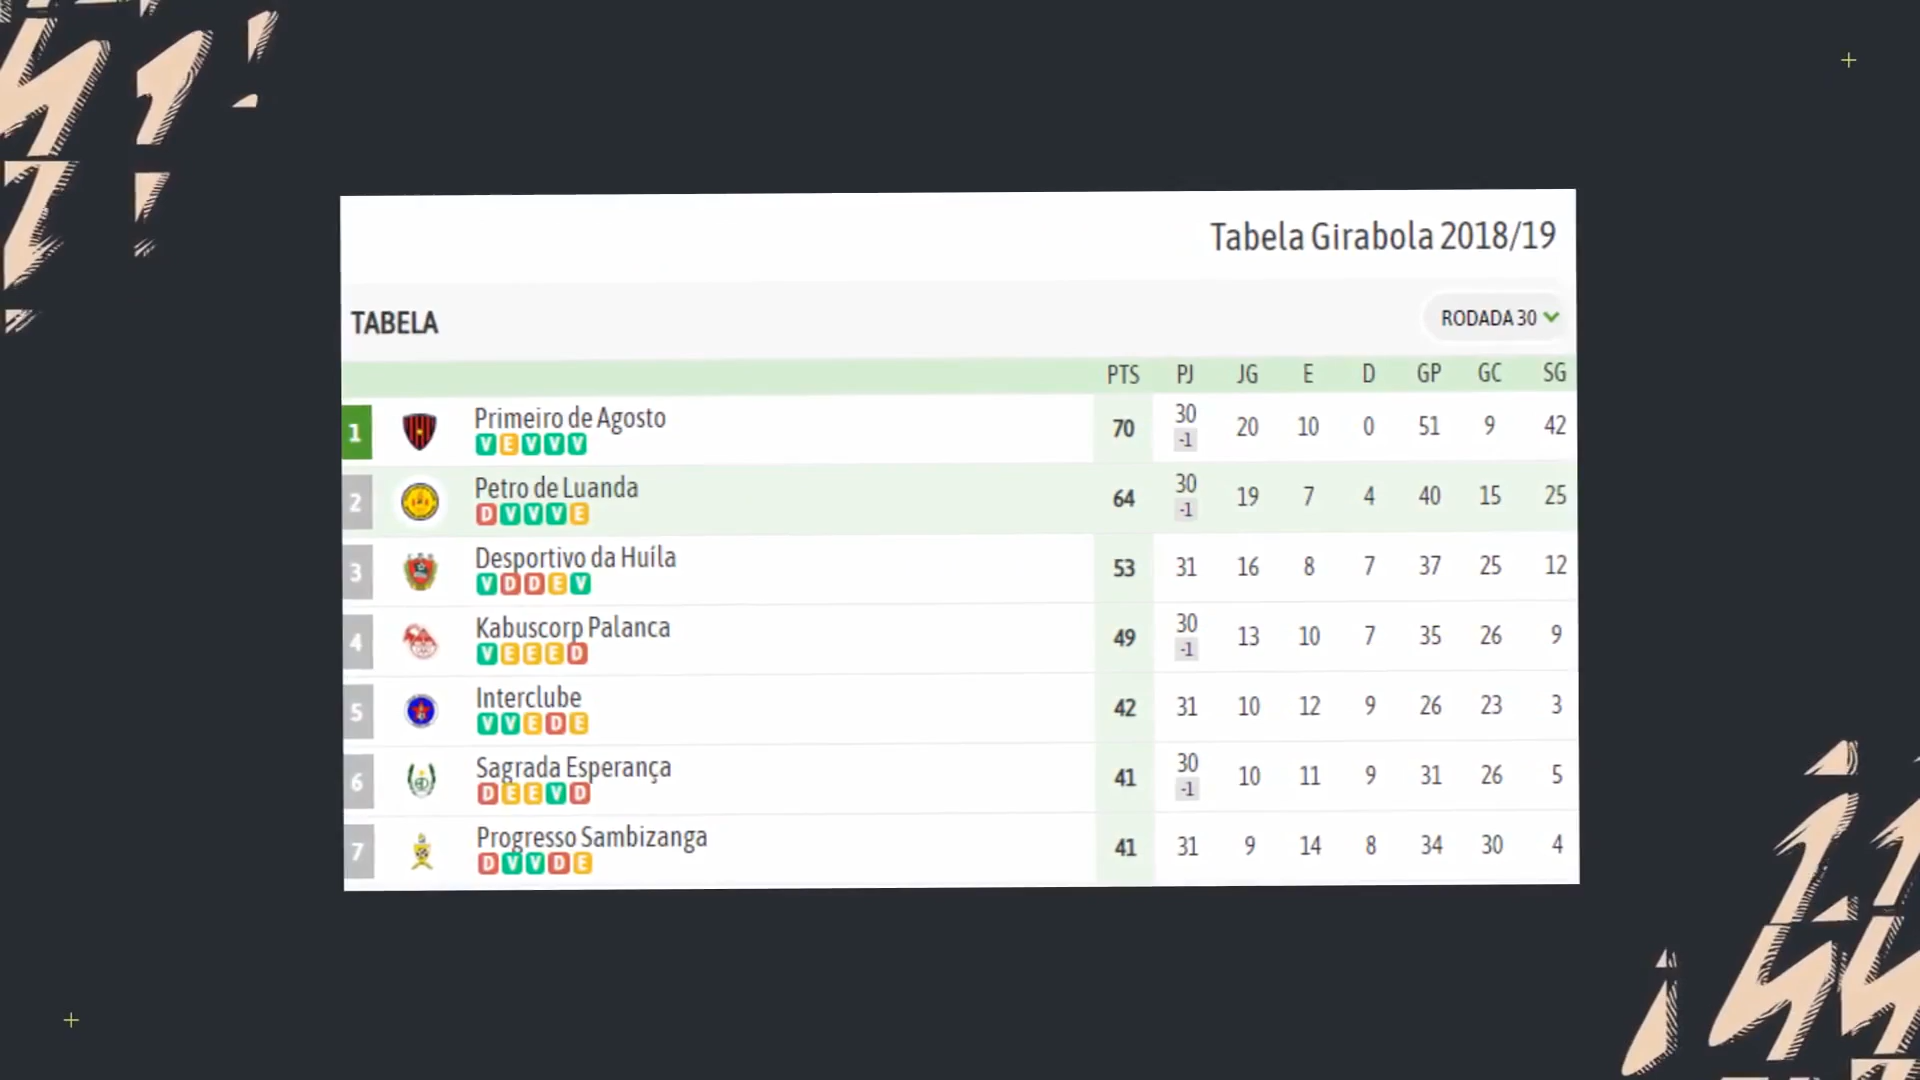 Tabela Girabola 2018/19
TABELA
RODADA 30
PTS PJ JG E D GP GC SG
1 Primeiro de Agosto 70 30 20 10 0 51 9 42
V E V V V -1
2 Petro de Luanda 64 30 19 7 4 40 15 25
D V V V E -1
3 Desportivo da Huíla 53 31 16 8 7 37 25 12
V D D E V
4 Kabuscorp Palanca 49 30 13 10 7 35 26 9
V E E E D -1
5 Interclube 42 31 10 12 9 26 23 3
V V E D E
6 Sagrada Esperança 41 30 10 11 9 31 26 5
D E E V D -1
7 Progresso Sambizanga 41 31 9 14 8 34 30 4
D V V D E